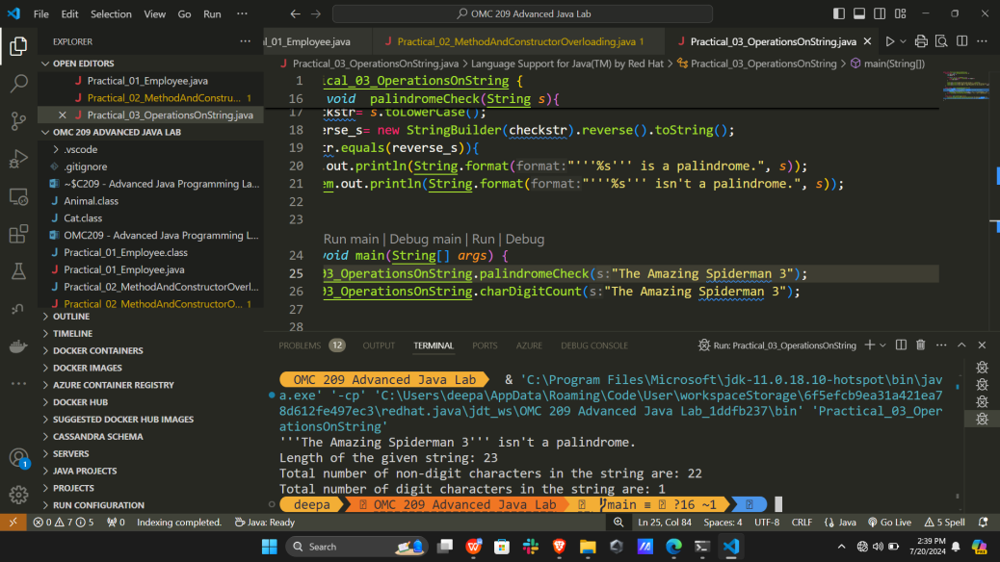 File Edit Selection View Go Run ··· OMC 209 Advanced Java Lab
EXPLORER
OPEN EDITORS
Practical_01_Employee.java
Practical_02_MethodAndConstru... 1
Practical_03_OperationsOnString.java
OMC 209 ADVANCED JAVA LAB
.vscode
.gitignore
~$C209 - Advanced Java Programming La...
Animal.class
Cat.class
OMC209 - Advanced Java Programming L...
Practical_01_Employee.class
Practical_01_Employee.java
Practical_02_MethodAndConstructorOverl...
Practical_02_MethodAndConstructorO... 1
OUTLINE
TIMELINE
DOCKER CONTAINERS
DOCKER IMAGES
AZURE CONTAINER REGISTRY
DOCKER HUB
SUGGESTED DOCKER HUB IMAGES
CASSANDRA SCHEMA
SERVERS
JAVA PROJECTS
PROJECTS
RUN CONFIGURATION
al_01_Employee.java Practical_02_MethodAndConstructorOverloading.java 1 Practical_03_OperationsOnString.java
Practical_03_OperationsOnString.java > Language Support for Java(TM) by Red Hat > Practical_03_OperationsOnString > main(String[])
1 ical_03_OperationsOnString {
16 void palindromeCheck(String s){
17 kstr= s.toLowerCase();
18 erse_s= new StringBuilder(checkstr).reverse().toString();
19 tr.equals(reverse_s)){
20 .out.println(String.format(format:"'''%s''' is a palindrome.", s));
21 em.out.println(String.format(format:"'''%s''' isn't a palindrome.", s));
22
23
Run main | Debug main | Run | Debug
24 void main(String[] args) {
25 03_OperationsOnString.palindromeCheck(s:"The Amazing Spiderman 3");
26 03_OperationsOnString.charDigitCount(s:"The Amazing Spiderman 3");
27
28
PROBLEMS 12 OUTPUT TERMINAL PORTS AZURE DEBUG CONSOLE Run: Practical_03_OperationsOnString
OMC 209 Advanced Java Lab & 'C:\Program Files\Microsoft\jdk-11.0.18.10-hotspot\bin\jav
a.exe' '-cp' 'C:\Users\deepa\AppData\Roaming\Code\User\workspaceStorage\6f5efcb9ea31a421ea7
8d612fe497ec3\redhat.java\jdt_ws\OMC 209 Advanced Java Lab_1ddfb237\bin' 'Practical_03_Oper
ationsOnString'
'''The Amazing Spiderman 3''' isn't a palindrome.
Length of the given string: 23
Total number of non-digit characters in the string are: 22
Total number of digit characters in the string are: 1
deepa OMC 209 Advanced Java Lab main ≡ ?16 ~1
1
0 7 5 0 Indexing completed. Java: Ready Ln 25, Col 84 Spaces: 4 UTF-8 CRLF Java Go Live 5 Spell
Search
2:39 PM
7/20/2024